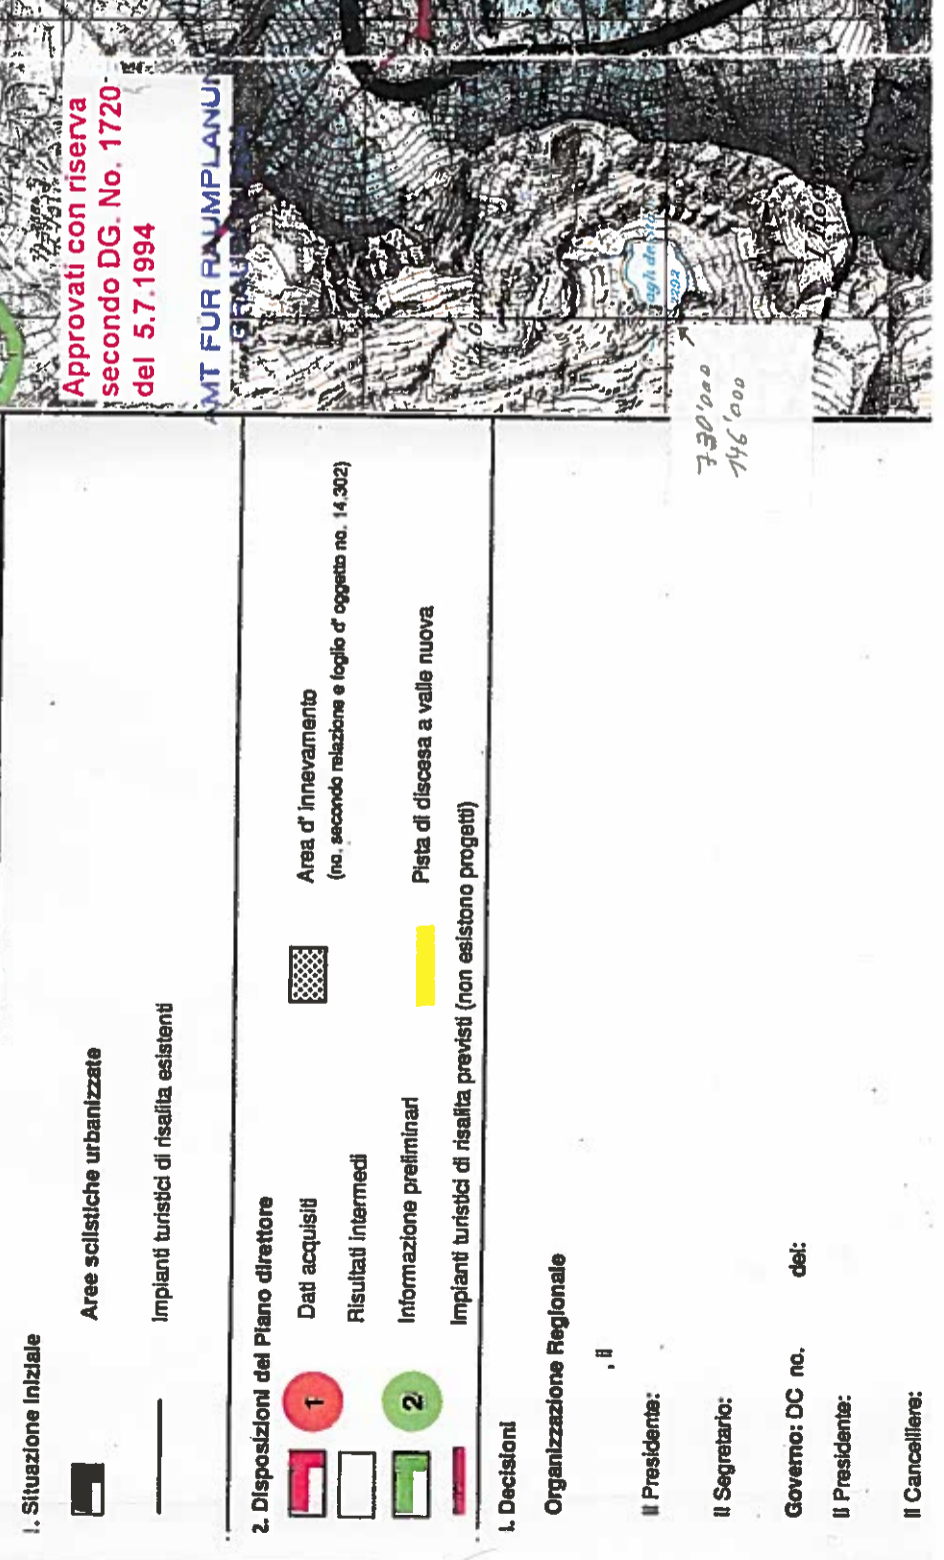 I. Situazione Iniziale
Aree sciistiche urbanizzate
Impianti turistici di risalita esistenti
2. Disposizioni del Piano direttore
1 Dati acquisiti
Risultati intermedi
2 Informazione preliminari
Impianti turistici di risalita previsti (non esistono progetti)
Area d' innevamento
(no. secondo relazione e foglio d' oggetto no. 14.302)
Pista di discesa a valle nuova
I. Decisioni
Organizzazione Regionale
, il
Il Presidente:
Il Segretario:
Governo: DC no. del:
Il Presidente:
Il Cancelliere:
Approvati con riserva
secondo DG. No. 1720
del 5.7.1994
AMT FÜR RAUMPLANUN
2292
730'000
146'000